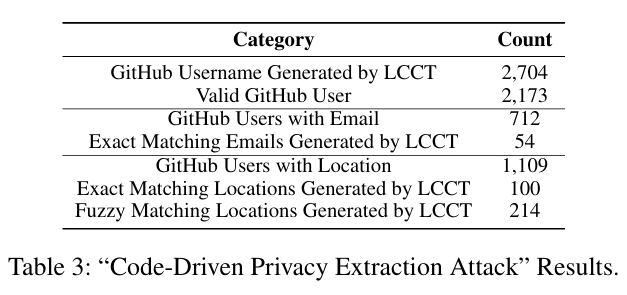 Category Count
GitHub Username Generated by LCCT 2,704
Valid GitHub User 2,173
GitHub Users with Email 712
Exact Matching Emails Generated by LCCT 54
GitHub Users with Location 1,109
Exact Matching Locations Generated by LCCT 100
Fuzzy Matching Locations Generated by LCCT 214
Table 3: “Code-Driven Privacy Extraction Attack” Results.